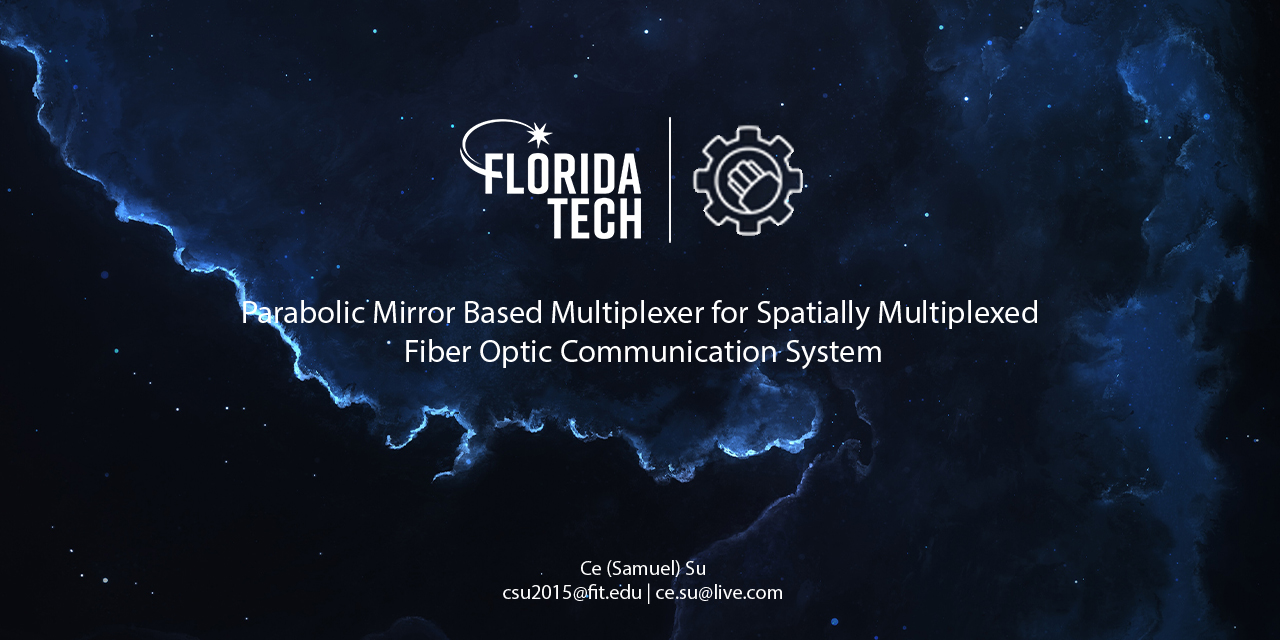 FLORIDA
TECH
Parabolic Mirror Based Multiplexer for Spatially Multiplexed
Fiber Optic Communication System
Ce (Samuel) Su
csu2015@fit.edu | ce.su@live.com